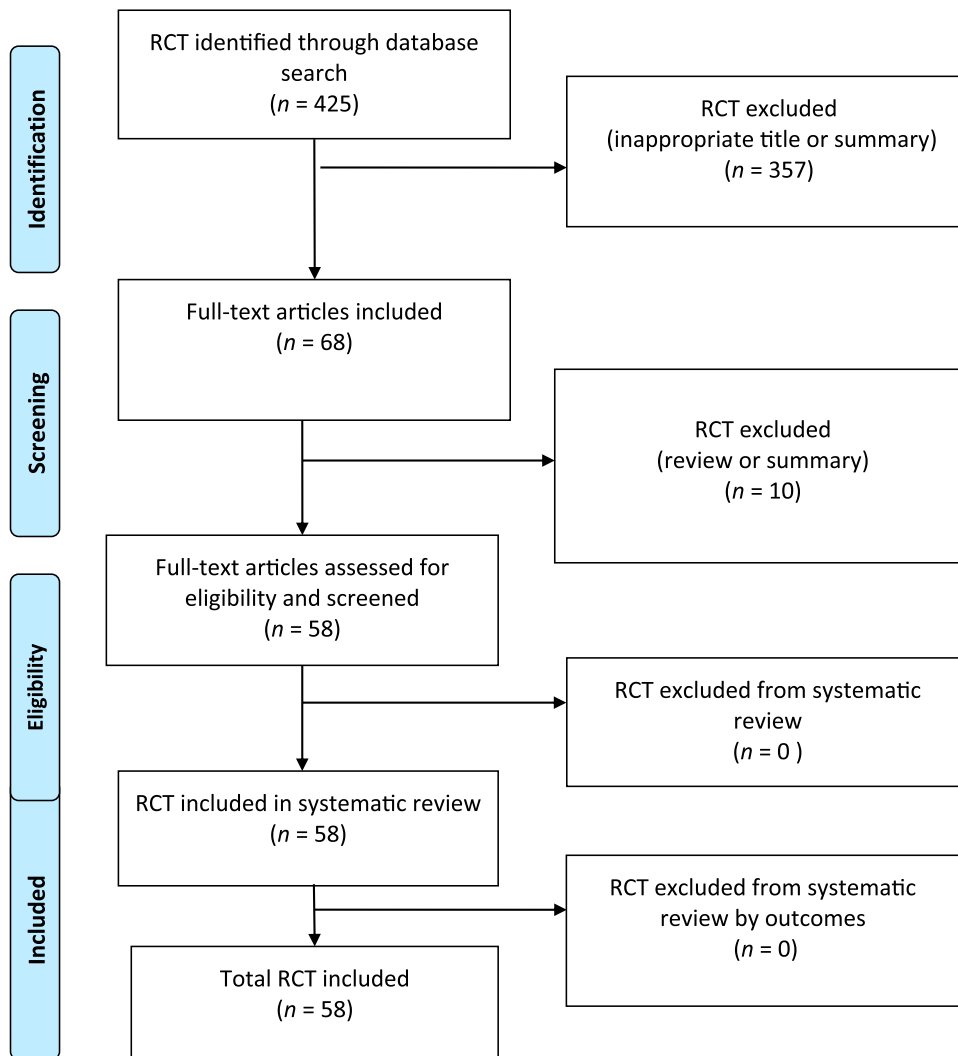 Identification
RCT identified through database
search
(n = 425)
RCT excluded
(inappropriate title or summary)
(n = 357)
Screening
Full-text articles included
(n = 68)
RCT excluded
(review or summary)
(n = 10)
Eligibility
Full-text articles assessed for
eligibility and screened
(n = 58)
RCT excluded from systematic
review
(n = 0 )
Included
RCT included in systematic review
(n = 58)
RCT excluded from systematic
review by outcomes
(n = 0)
Total RCT included
(n = 58)